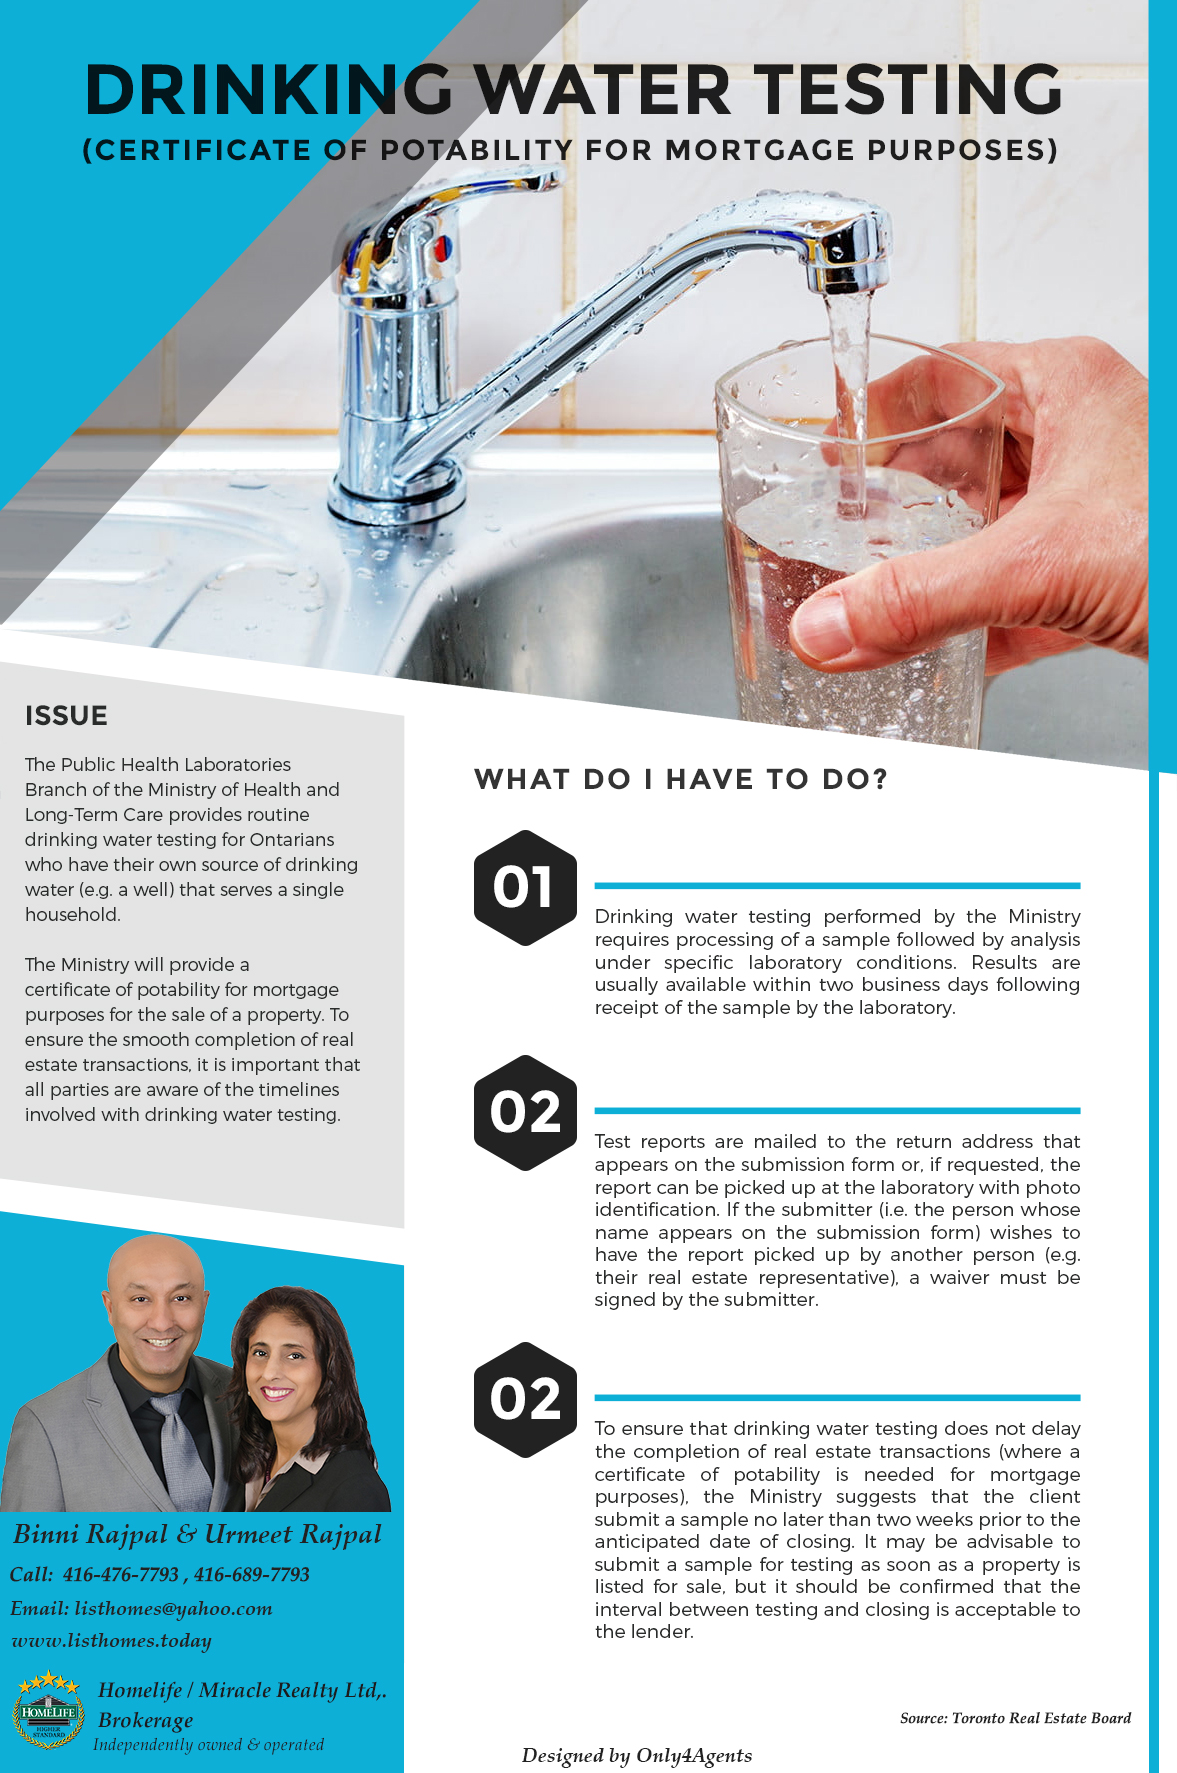 DRINKING WATER TESTING
(CERTIFICATE OF POTABILITY FOR MORTGAGE PURPOSES)
ISSUE
The Public Health Laboratories
Branch of the Ministry of Health and
Long-Term Care provides routine
drinking water testing for Ontarians
who have their own source of drinking
water (e.g. a well) that serves a single
household.
The Ministry will provide a
certificate of potability for mortgage
purposes for the sale of a property. To
ensure the smooth completion of real
estate transactions, it is important that
all parties are aware of the timelines
involved with drinking water testing.
WHAT DO I HAVE TO DO?
01
Drinking water testing performed by the Ministry
requires processing of a sample followed by analysis
under specific laboratory conditions. Results are
usually available within two business days following
receipt of the sample by the laboratory.
02
Test reports are mailed to the return address that
appears on the submission form or, if requested, the
report can be picked up at the laboratory with photo
identification. If the submitter (i.e. the person whose
name appears on the submission form) wishes to
have the report picked up by another person (e.g.
their real estate representative), a waiver must be
signed by the submitter.
02
To ensure that drinking water testing does not delay
the completion of real estate transactions (where a
certificate of potability is needed for mortgage
purposes), the Ministry suggests that the client
submit a sample no later than two weeks prior to the
anticipated date of closing. It may be advisable to
submit a sample for testing as soon as a property is
listed for sale, but it should be confirmed that the
interval between testing and closing is acceptable to
the lender.
Binni Rajpal & Urmeet Rajpal
Call: 416-476-7793 , 416-689-7793
Email: listhomes@yahoo.com
www.listhomes.today
HOMELIFE
HIGHER
STANDARDS
Homelife / Miracle Realty Ltd,.
Brokerage
Independently owned & operated
Source: Toronto Real Estate Board
Designed by Only4Agents